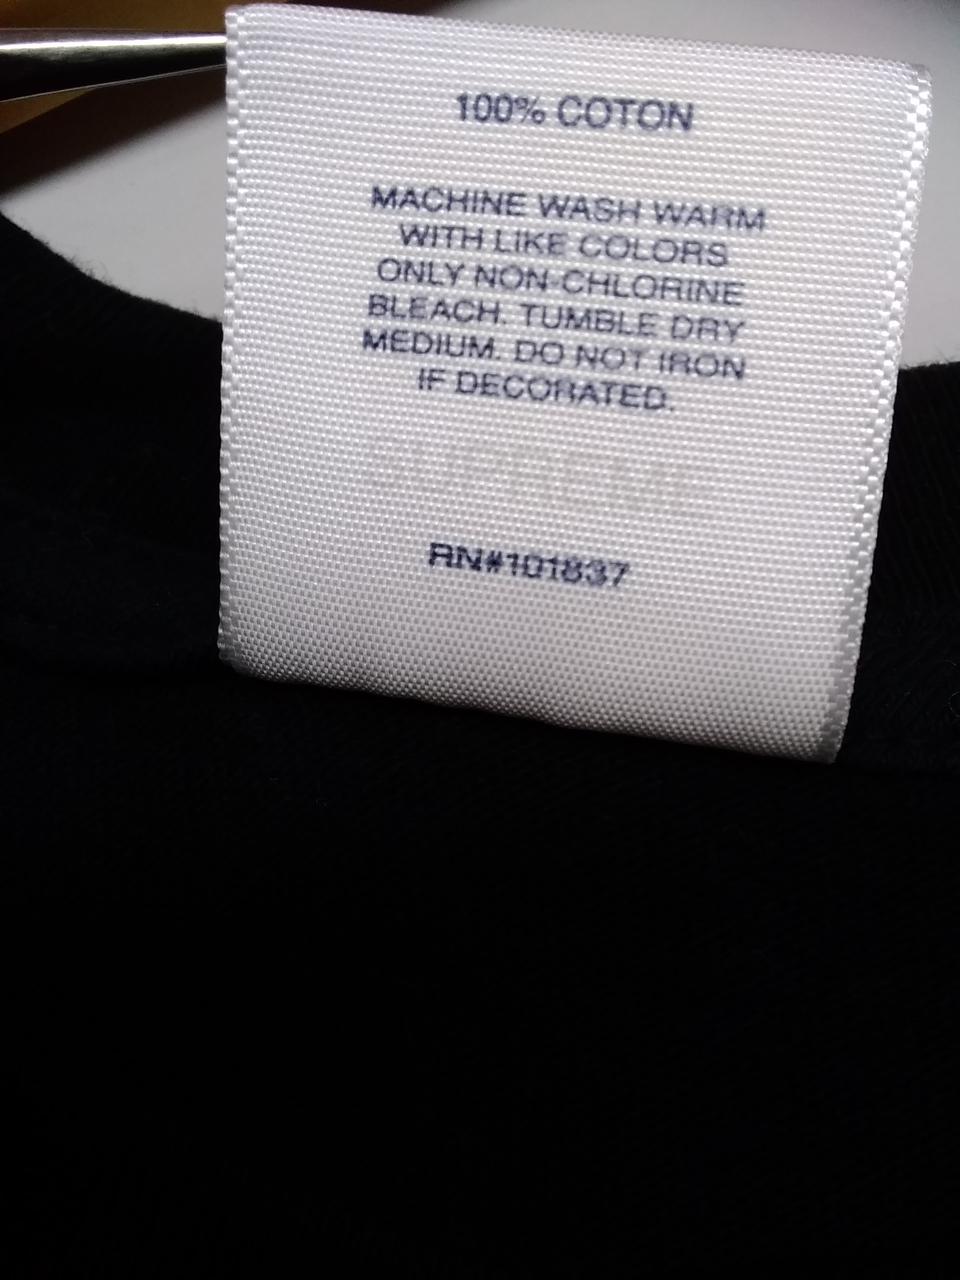 100% COTON
MACHINE WASH WARM
WITH LIKE COLORS
ONLY NON-CHLORINE
BLEACH. TUMBLE DRY
MEDIUM. DO NOT IRON
IF DECORATED.
SUPREME
RN#101837